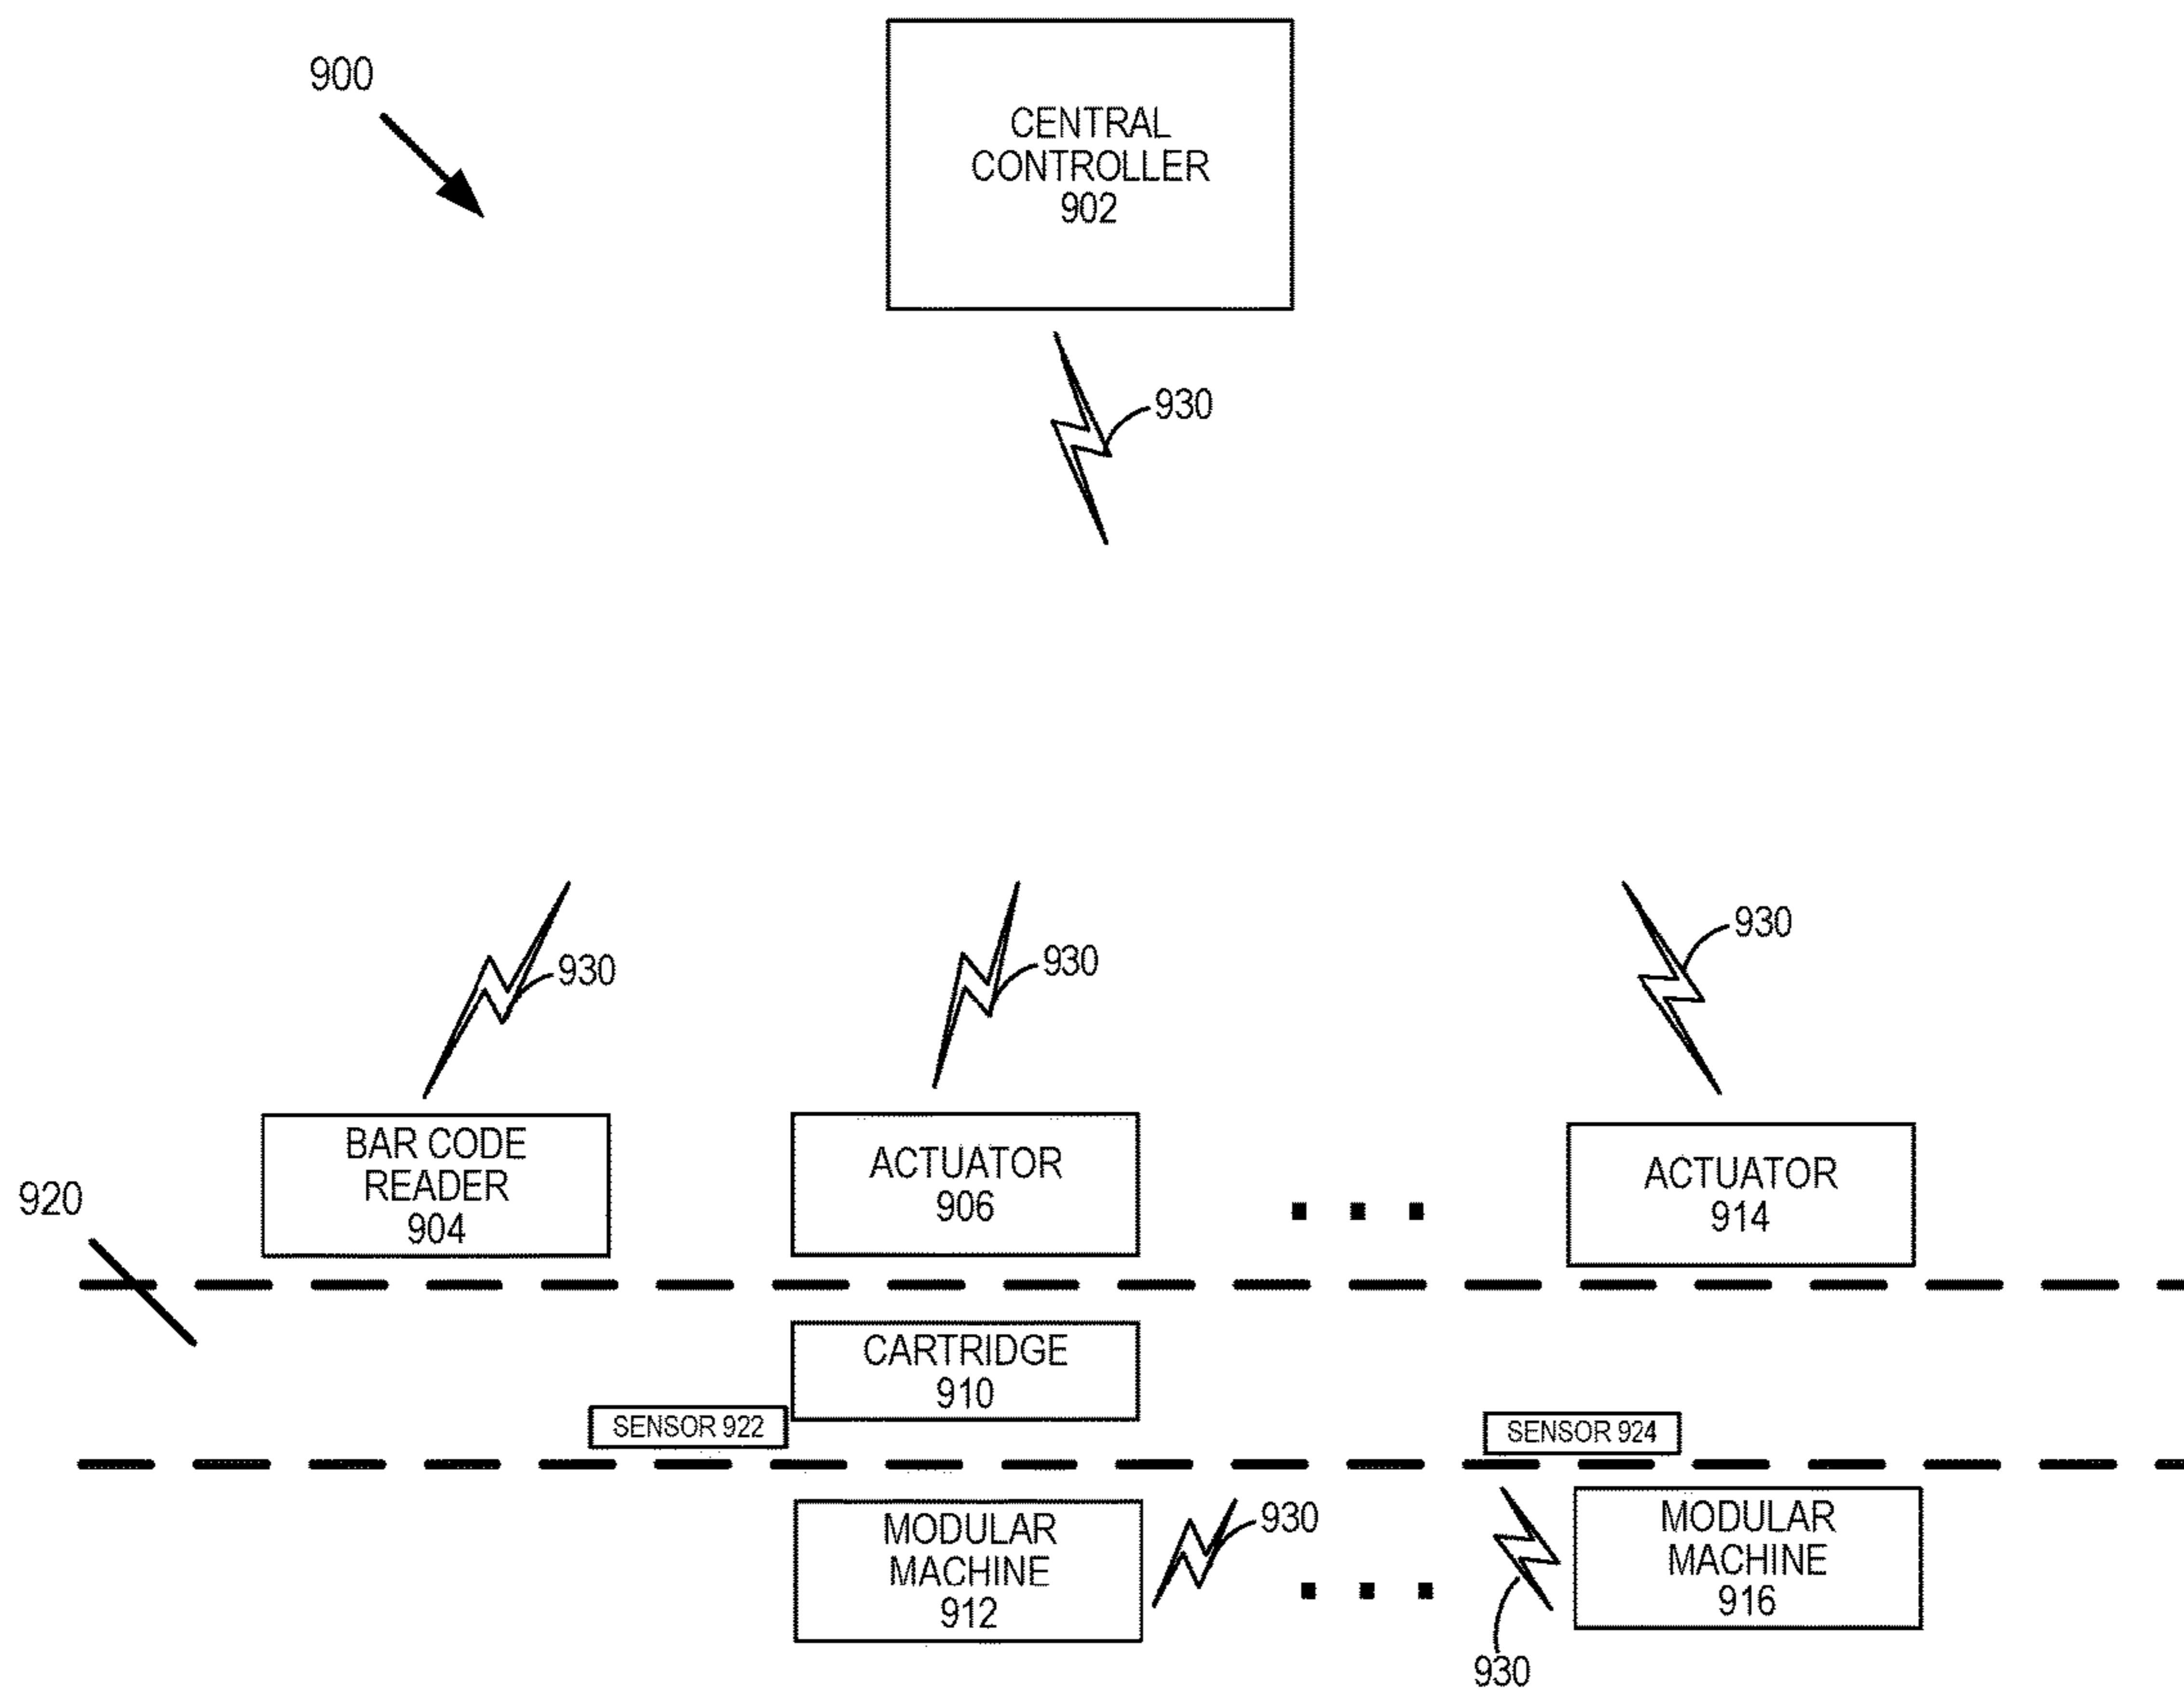 900
CENTRAL
CONTROLLER
902
930
930
930
930
BAR CODE
READER
904
ACTUATOR
906
ACTUATOR
914
920
CARTRIDGE
910
SENSOR 922
SENSOR 924
MODULAR
MACHINE
912
930
930
MODULAR
MACHINE
916